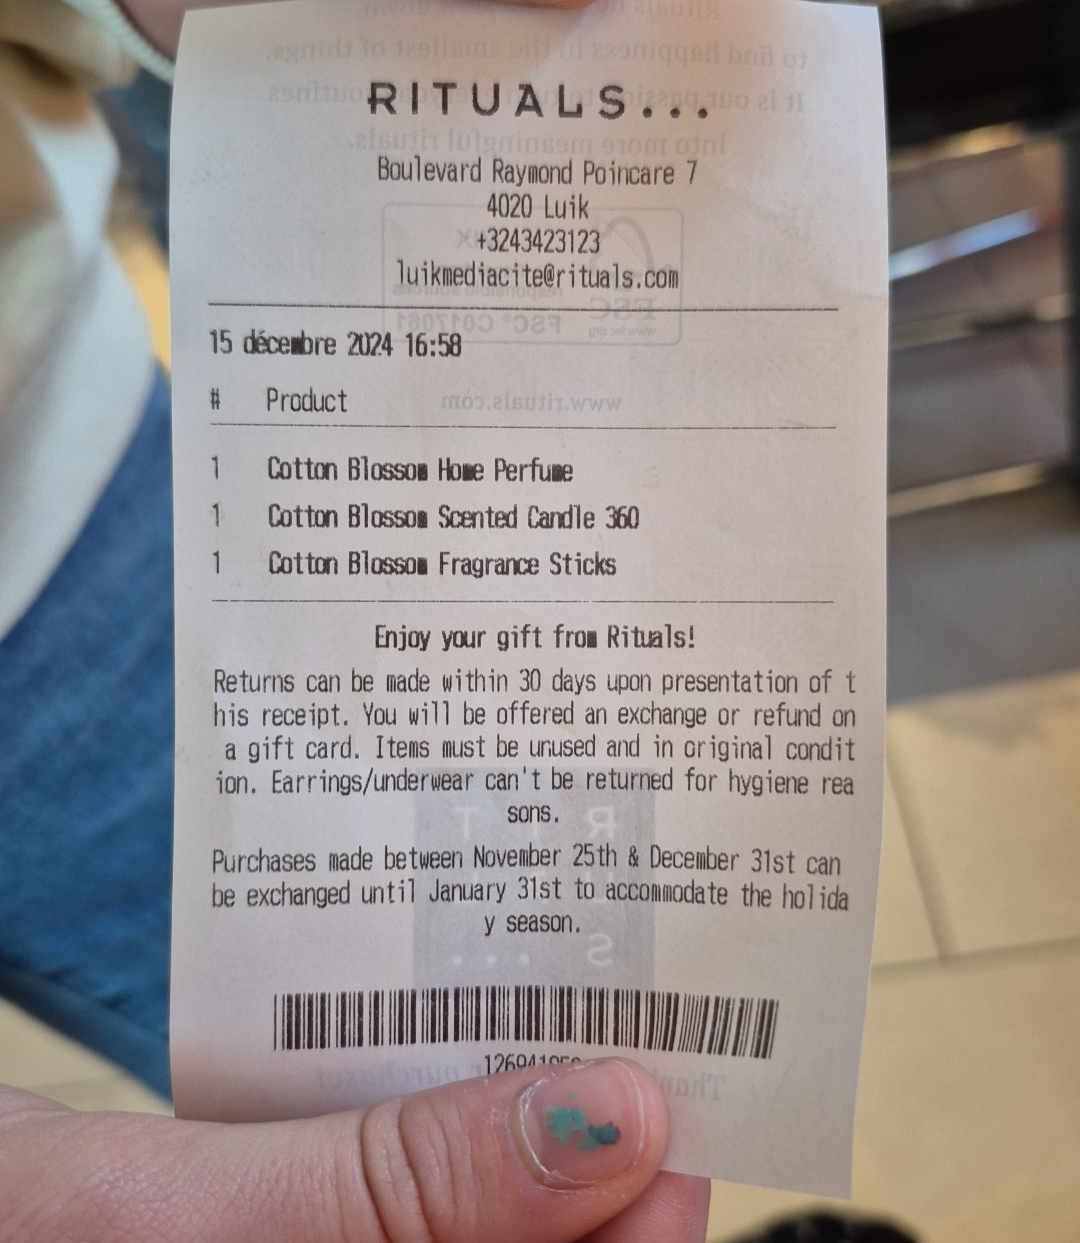 RITUALS...
Boulevard Raymond Poincare 7
4020 Luik
+3243423123
luikmediacite@rituals.com
15 décembre 2024 16:58
# Product
1 Cotton Blossom Home Perfume
1 Cotton Blossom Scented Candle 360
1 Cotton Blossom Fragrance Sticks
Enjoy your gift from Rituals!
Returns can be made within 30 days upon presentation of t
his receipt. You will be offered an exchange or refund on
a gift card. Items must be unused and in original condit
ion. Earrings/underwear can't be returned for hygiene rea
sons.
Purchases made between November 25th & December 31st can
be exchanged until January 31st to accommodate the holida
y season.